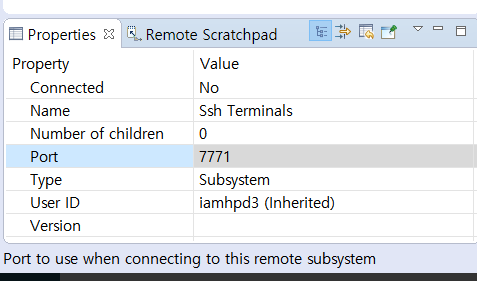 Properties Remote Scratchpad
Property Value
Connected No
Name Ssh Terminals
Number of children 0
Port 7771
Type Subsystem
User ID iamhpd3 (Inherited)
Version
Port to use when connecting to this remote subsystem